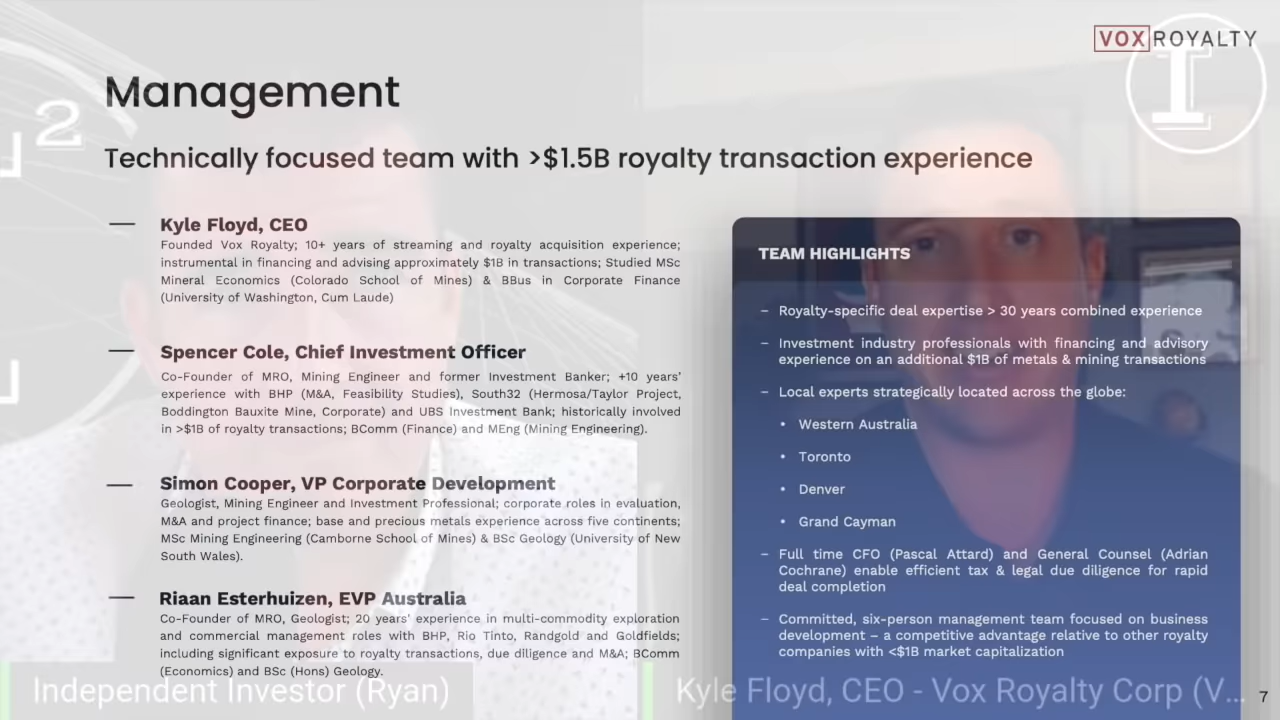 VOX ROYALTY
I
2
Management
Technically focused team with >$1.5B royalty transaction experience
— Kyle Floyd, CEO
Founded Vox Royalty; 10+ years of streaming and royalty acquisition experience;
instrumental in financing and advising approximately $1B in transactions; Studied MSc
Mineral Economics (Colorado School of Mines) & BBus in Corporate Finance
(University of Washington, Cum Laude)
— Spencer Cole, Chief Investment Officer
Co-Founder of MRO, Mining Engineer and former Investment Banker; +10 years'
experience with BHP (M&A, Feasibility Studies), South32 (Hermosa/Taylor Project,
Boddington Bauxite Mine, Corporate) and UBS Investment Bank; historically involved
in >$1B of royalty transactions; BComm (Finance) and MEng (Mining Engineering).
— Simon Cooper, VP Corporate Development
Geologist, Mining Engineer and Investment Professional; corporate roles in evaluation,
M&A and project finance; base and precious metals experience across five continents;
MSc Mining Engineering (Camborne School of Mines) & BSc Geology (University of New
South Wales).
— Riaan Esterhuizen, EVP Australia
Co-Founder of MRO, Geologist; 20 years' experience in multi-commodity exploration
and commercial management roles with BHP, Rio Tinto, Randgold and Goldfields;
including significant exposure to royalty transactions, due diligence and M&A; BComm
(Economics) and BSc (Hons) Geology.
TEAM HIGHLIGHTS
– Royalty-specific deal expertise > 30 years combined experience
– Investment industry professionals with financing and advisory
experience on an additional $1B of metals & mining transactions
– Local experts strategically located across the globe:
• Western Australia
• Toronto
• Denver
• Grand Cayman
– Full time CFO (Pascal Attard) and General Counsel (Adrian
Cochrane) enable efficient tax & legal due diligence for rapid
deal completion
– Committed, six-person management team focused on business
development – a competitive advantage relative to other royalty
companies with <$1B market capitalization
Independent Investor (Ryan)
Kyle Floyd, CEO - Vox Royalty Corp (V...
7